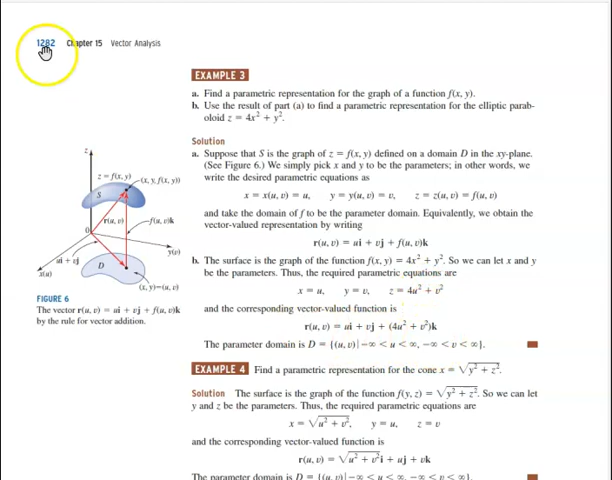 1282 Chapter 15 Vector Analysis
EXAMPLE 3
a. Find a parametric representation for the graph of a function f(x, y).
b. Use the result of part (a) to find a parametric representation for the elliptic parab-
oloid z = 4x² + y².
Solution
a. Suppose that S is the graph of z = f(x, y) defined on a domain D in the xy-plane.
(See Figure 6.) We simply pick x and y to be the parameters; in other words, we
write the desired parametric equations as
x = x(u, v) = u, y = y(u, v) = v, z = z(u, v) = f(u, v)
and take the domain of f to be the parameter domain. Equivalently, we obtain the
vector-valued representation by writing
r(u, v) = ui + vj + f(u, v)k
b. The surface is the graph of the function f(x, y) = 4x² + y². So we can let x and y
be the parameters. Thus, the required parametric equations are
x = u, y = v, z = 4u² + v²
and the corresponding vector-valued function is
r(u, v) = ui + vj + (4u² + v²)k
The parameter domain is D = {(u, v) | −∞ < u < ∞, −∞ < v < ∞}.
z
z = f(x, y)
(x, y, f(x, y))
S
r(u, v)
f(u, v)k
0
y(v)
ui + vj
D
x(u)
(x, y)=(u, v)
FIGURE 6
The vector r(u, v) = ui + vj + f(u, v)k
by the rule for vector addition.
EXAMPLE 4 Find a parametric representation for the cone x = √(y² + z²).
Solution The surface is the graph of the function f(y, z) = √(y² + z²). So we can let
y and z be the parameters. Thus, the required parametric equations are
x = √(u² + v²), y = u, z = v
and the corresponding vector-valued function is
r(u, v) = √(u² + v²)i + uj + vk
The parameter domain is D = {(u, v) | −∞ < u < ∞, −∞ < v < ∞}.